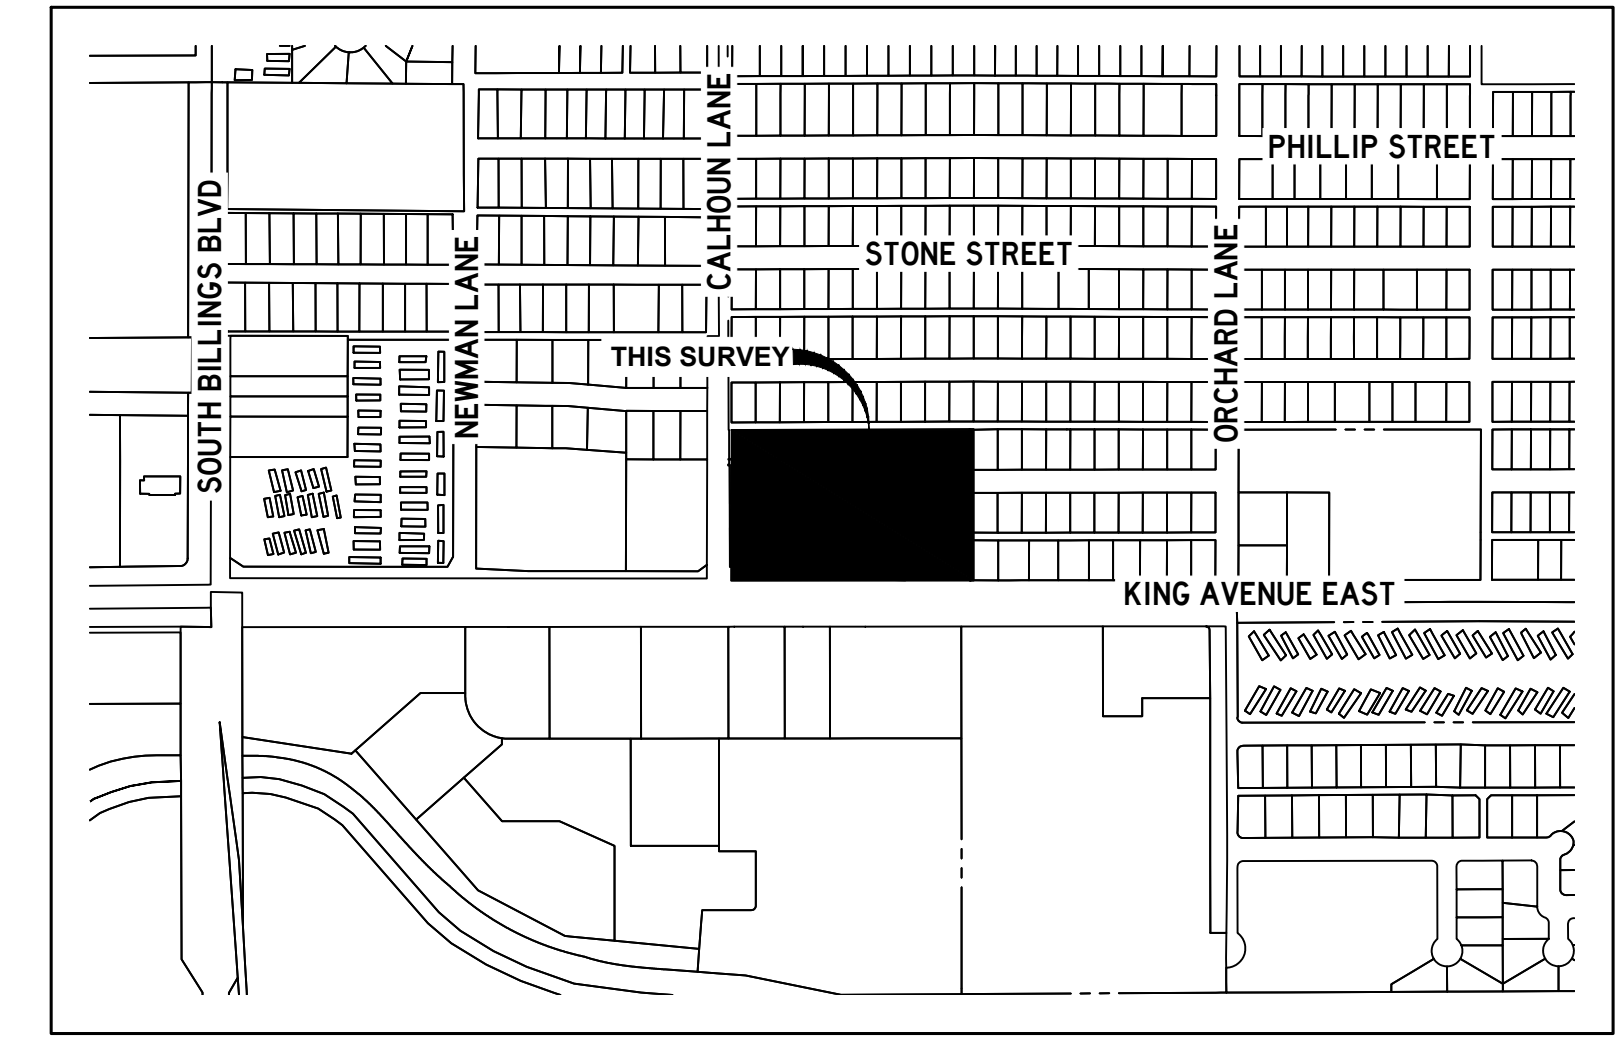 CALHOUN LANE
PHILLIP STREET
SOUTH BILLINGS BLVD
NEWMAN LANE
STONE STREET
ORCHARD LANE
THIS SURVEY
KING AVENUE EAST